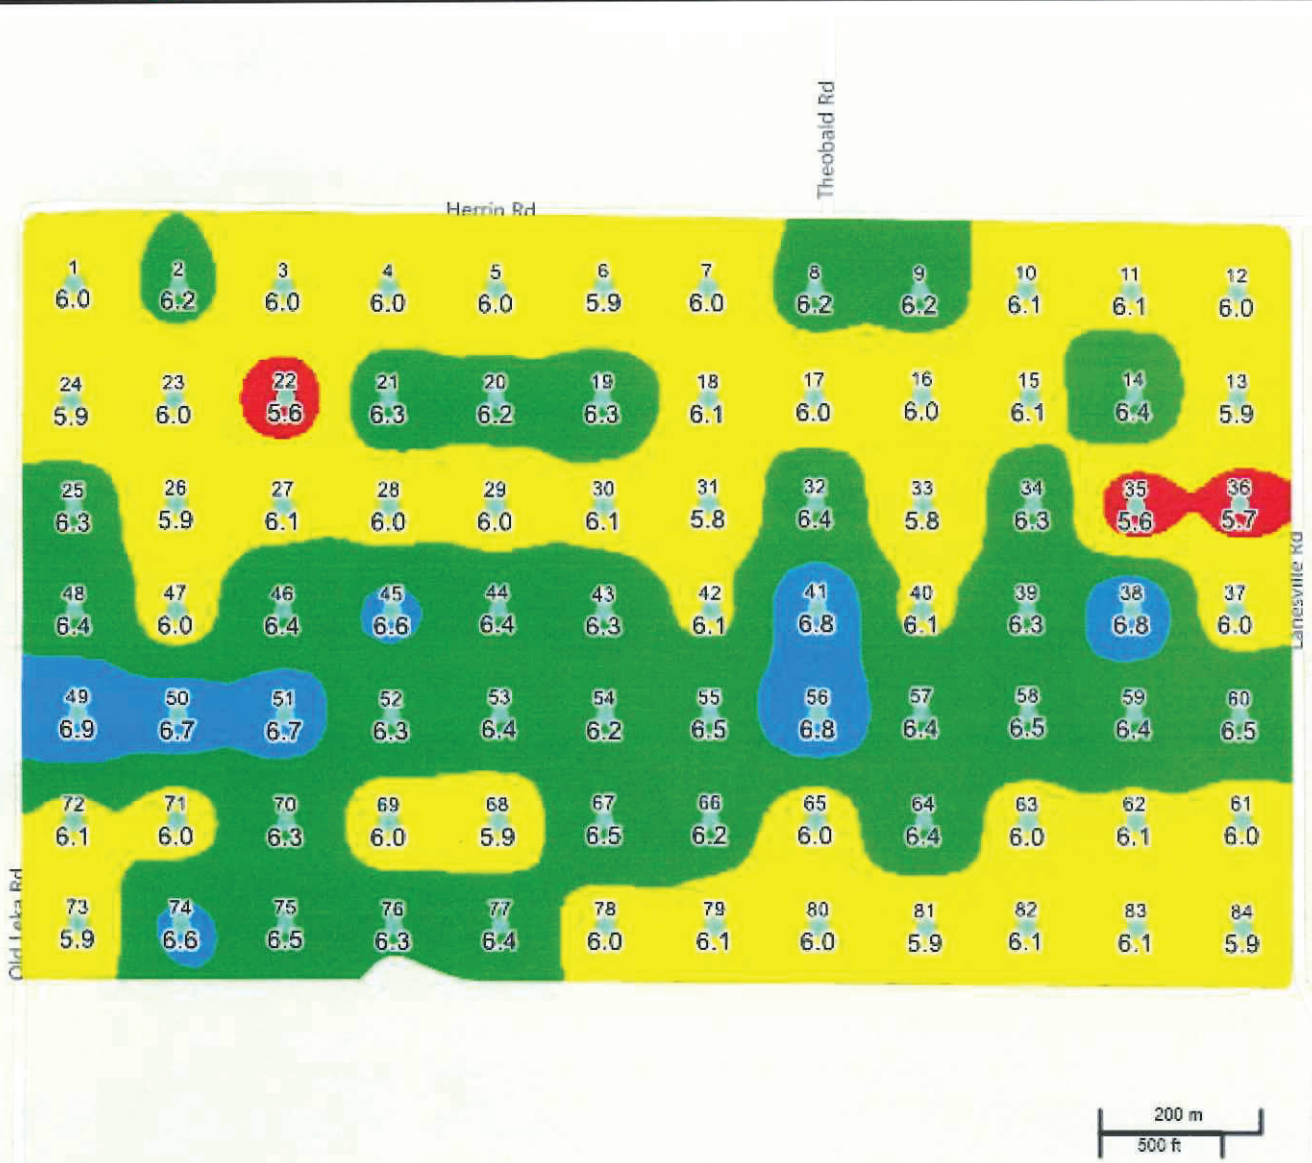 Theobald Rd
Herrin Rd
1 2 3 4 5 6 7 8 9 10 11 12
6.0 6.2 6.0 6.0 6.0 5.9 6.0 6.2 6.2 6.1 6.1 6.0
24 23 22 21 20 19 18 17 16 15 14 13
5.9 6.0 5.6 6.3 6.2 6.3 6.1 6.0 6.0 6.1 6.4 5.9
25 26 27 28 29 30 31 32 33 34 35 36
6.3 5.9 6.1 6.0 6.0 6.1 5.8 6.4 5.8 6.3 5.6 5.7
Lanesville Rd
48 47 46 45 44 43 42 41 40 39 38 37
6.4 6.0 6.4 6.6 6.4 6.3 6.1 6.8 6.1 6.3 6.8 6.0
49 50 51 52 53 54 55 56 57 58 59 60
6.9 6.7 6.7 6.3 6.4 6.2 6.5 6.8 6.4 6.5 6.4 6.5
72 71 70 69 68 67 66 65 64 63 62 61
6.1 6.0 6.3 6.0 5.9 6.5 6.2 6.0 6.4 6.0 6.1 6.0
Old Leka Rd
73 74 75 76 77 78 79 80 81 82 83 84
5.9 6.6 6.5 6.3 6.4 6.0 6.1 6.0 5.9 6.1 6.1 5.9
200 m
500 ft